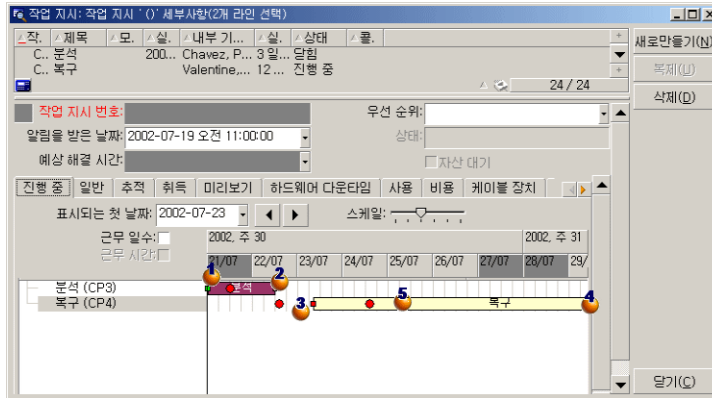 작업 지시: 작업 지시 '()' 세부사항(2개 라인 선택)
작. 제목 모. 실. 내부 기... 실. 상태 콜.
C.. 분석 200... Chavez, P... 3 일... 닫힘
C.. 복구 Valentine,... 12 ... 진행 중
24 / 24
새로만들기(N)
복제(U)
삭제(D)
작업 지시 번호: 우선 순위:
알림을 받은 날짜: 2002-07-19 오전 11:00:00 상태:
예상 해결 시간: 자산 대기
진행 중 일반 추적 취득 미리보기 하드웨어 다운타임 사용 비용 케이블 장치
표시되는 첫 날짜: 2002-07-23 스케일:
근무 일수: 2002, 주 30 2002, 주 31
근무 시간: 21/07 22/07 23/07 24/07 25/07 26/07 27/07 28/07 29/
1 2
분석 (CP3) 분석
복구 (CP4) 3 5 복구 4
닫기(C)